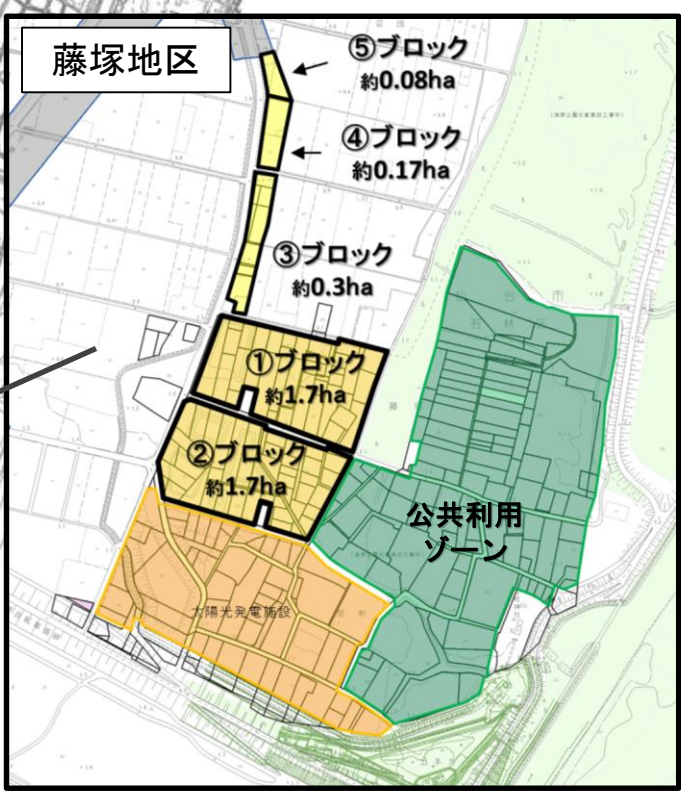 藤塚地区
⑤ブロック
約0.08ha
④ブロック
約0.17ha
③ブロック
約0.3ha
①ブロック
約1.7ha
②ブロック
約1.7ha
公共利用
ゾーン
太陽光発電施設